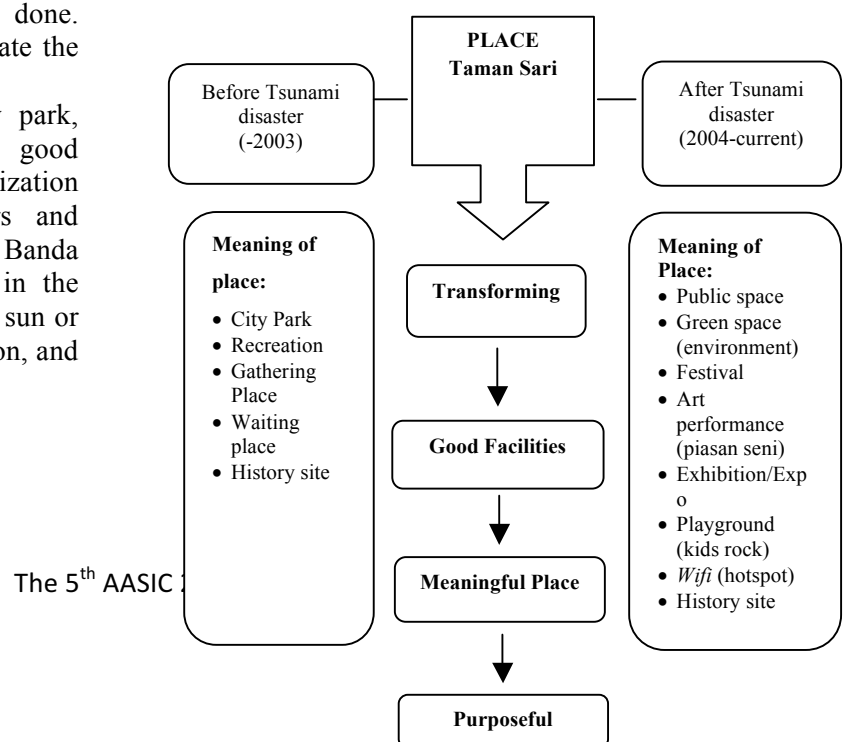 done.
ate the
park,
good
ization
rs and
Banda
in the
sun or
on, and
PLACE
Taman Sari
Before Tsunami
disaster
(-2003)
After Tsunami
disaster
(2004-current)
Meaning of
place:
• City Park
• Recreation
• Gathering
Place
• Waiting
place
• History site
Transforming
Good Facilities
Meaningful Place
Purposeful
Meaning of
Place:
• Public space
• Green space
(environment)
• Festival
• Art
performance
(piasan seni)
• Exhibition/Exp
o
• Playground
(kids rock)
• Wifi (hotspot)
• History site
The 5th AASIC